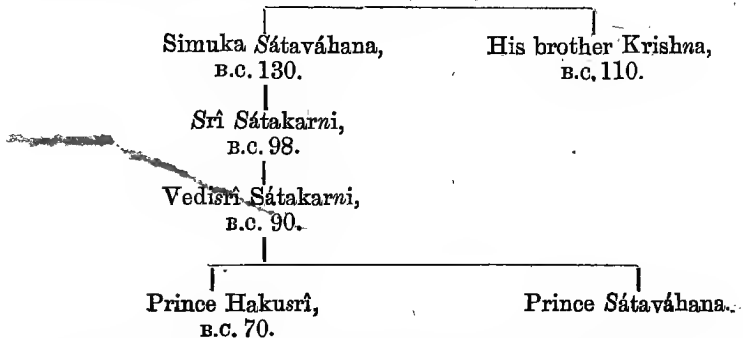 Simuka Sátaváhana,
B.C. 130.
His brother Krishna,
B.C. 110.
Srî Sátakarni,
B.C. 98.
Vedisrî Sátakarni,
B.C. 90.
Prince Hakusrî,
B.C. 70.
Prince Sátaváhana.